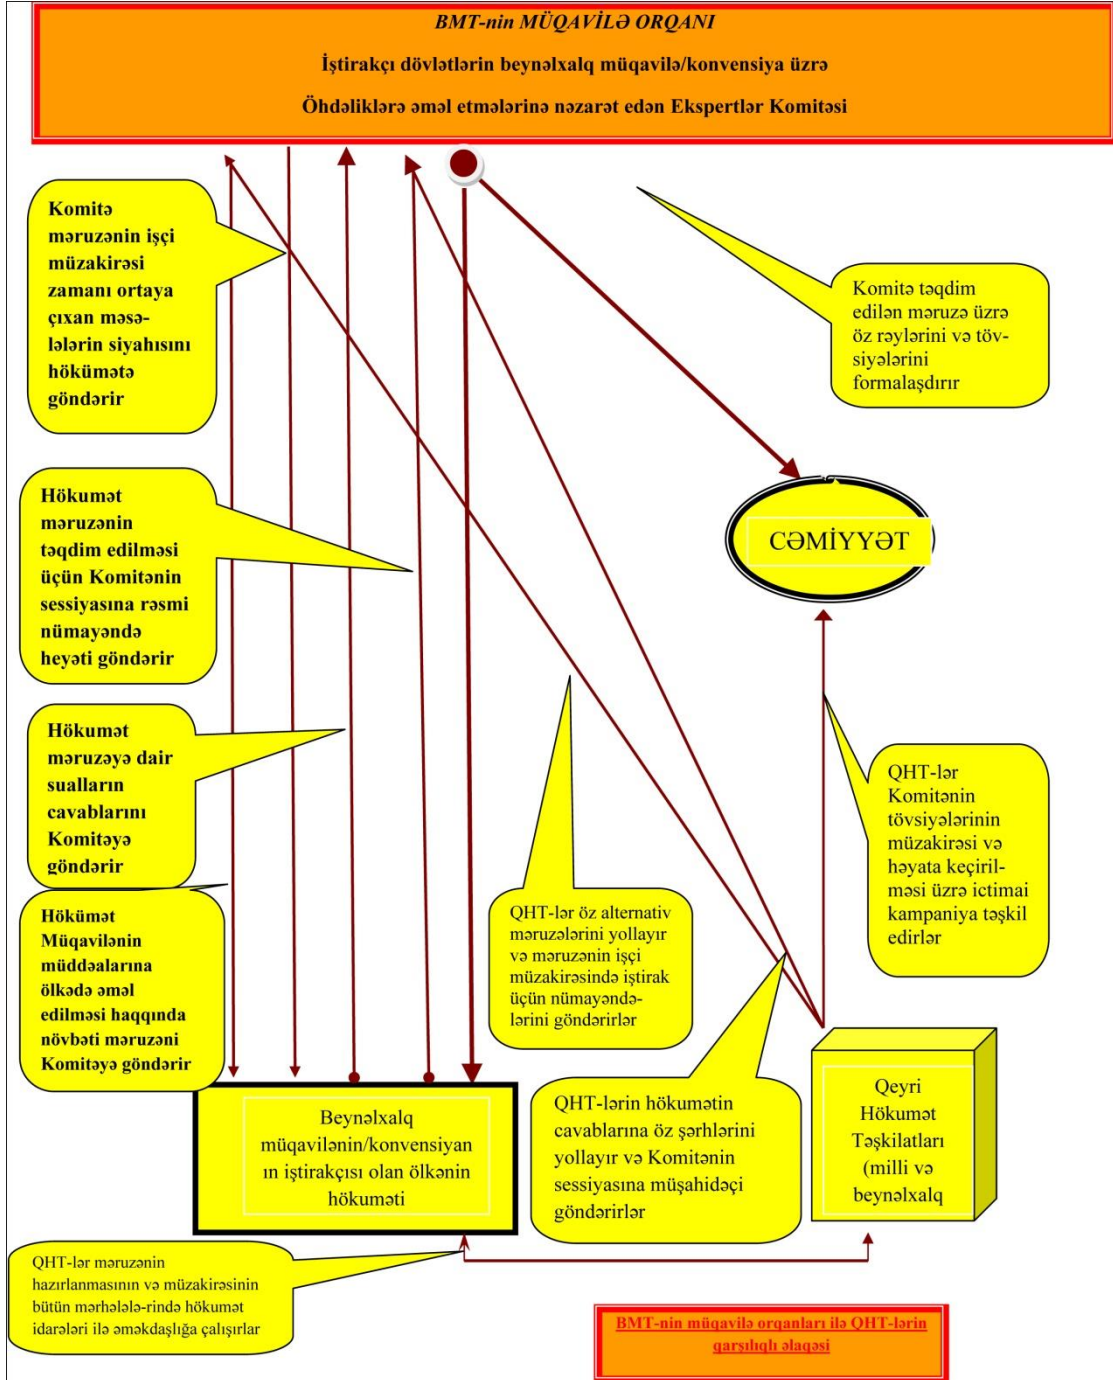 BMT-nin MÜQAVİLƏ ORQANI
İştirakçı dövlətlərin beynəlxalq müqavilə/konvensiya üzrə
Öhdəliklərə əməl etmələrinə nəzarət edən Ekspertlər Komitəsi
Komitə
məruzənin işçi
müzakirəsi
zamanı ortaya
çıxan məsə-
lələrin siyahısını
hökümətə
göndərir
Komitə təqdim
edilən məruzə üzrə
öz rəylərini və töv-
siyələrini
formalaşdırır
Hökumət
məruzənin
təqdim edilməsi
üçün Komitənin
sessiyasına rəsmi
nümayəndə
heyəti göndərir
CƏMİYYƏT
Hökumət
məruzəyə dair
sualların
cavablarını
Komitəyə
göndərir
QHT-lər
Komitənin
tövsiyələrinin
müzakirəsi və
həyata keçiril-
məsi üzrə ictimai
kampaniya təşkil
edirlər
Hökümət
Müqavilənin
müddəalarına
ölkədə əməl
edilməsi haqqında
növbəti məruzəni
Komitəyə göndərir
QHT-lər öz alternativ
məruzələrini yollayır
və məruzənin işçi
müzakirəsində iştirak
üçün nümayəndə-
lərini göndərirlər
Beynəlxalq
müqavilənin/konvensiyan
ın iştirakçısı olan ölkənin
hökuməti
QHT-lərin hökumətin
cavablarına öz şərhlərini
yollayır və Komitənin
sessiyasına müşahidəçi
göndərirlər
Qeyri
Hökumət
Təşkilatları
(milli və
beynəlxalq
QHT-lər məruzənin
hazırlanmasının və müzakirəsinin
bütün mərhələlə-rində hökumət
idarələri ilə əməkdaşlığa çalışırlar
BMT-nin müqavilə orqanları ilə QHT-lərin
qarşılıqlı əlaqəsi